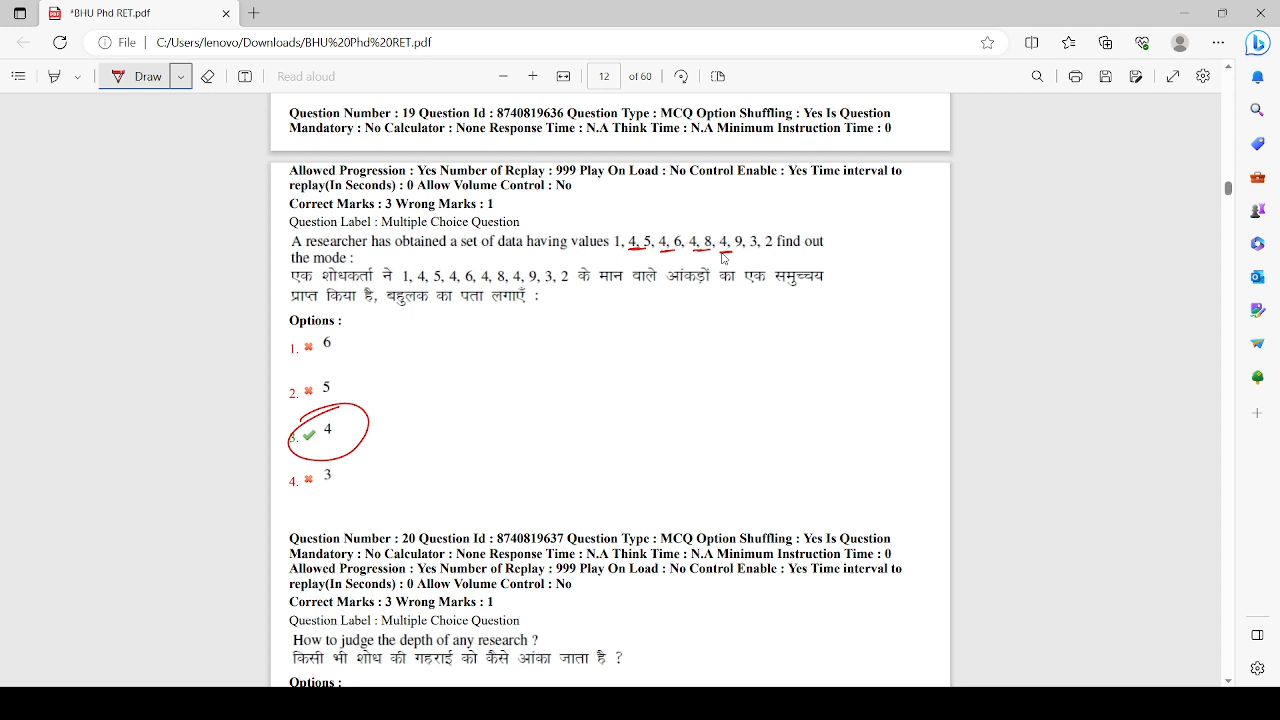 *BHU Phd RET.pdf
File
C:/Users/lenovo/Downloads/BHU%20Phd%20RET.pdf
Draw
Read aloud
12 of 60
Question Number : 19 Question Id : 8740819636 Question Type : MCQ Option Shuffling : Yes Is Question
Mandatory : No Calculator : None Response Time : N.A Think Time : N.A Minimum Instruction Time : 0
Allowed Progression : Yes Number of Replay : 999 Play On Load : No Control Enable : Yes Time interval to
replay(In Seconds) : 0 Allow Volume Control : No
Correct Marks : 3 Wrong Marks : 1
Question Label : Multiple Choice Question
A researcher has obtained a set of data having values 1, 4, 5, 4, 6, 4, 8, 4, 9, 3, 2 find out
the mode :
एक शोधकर्ता ने 1, 4, 5, 4, 6, 4, 8, 4, 9, 3, 2 के मान वाले आंकड़ों का एक समुच्चय
प्राप्त किया है, बहुलक का पता लगाएँ :
Options :
1. 6
2. 5
3. 4
4. 3
Question Number : 20 Question Id : 8740819637 Question Type : MCQ Option Shuffling : Yes Is Question
Mandatory : No Calculator : None Response Time : N.A Think Time : N.A Minimum Instruction Time : 0
Allowed Progression : Yes Number of Replay : 999 Play On Load : No Control Enable : Yes Time interval to
replay(In Seconds) : 0 Allow Volume Control : No
Correct Marks : 3 Wrong Marks : 1
Question Label : Multiple Choice Question
How to judge the depth of any research ?
किसी भी शोध की गहराई को कैसे आंका जाता है ?
Options :